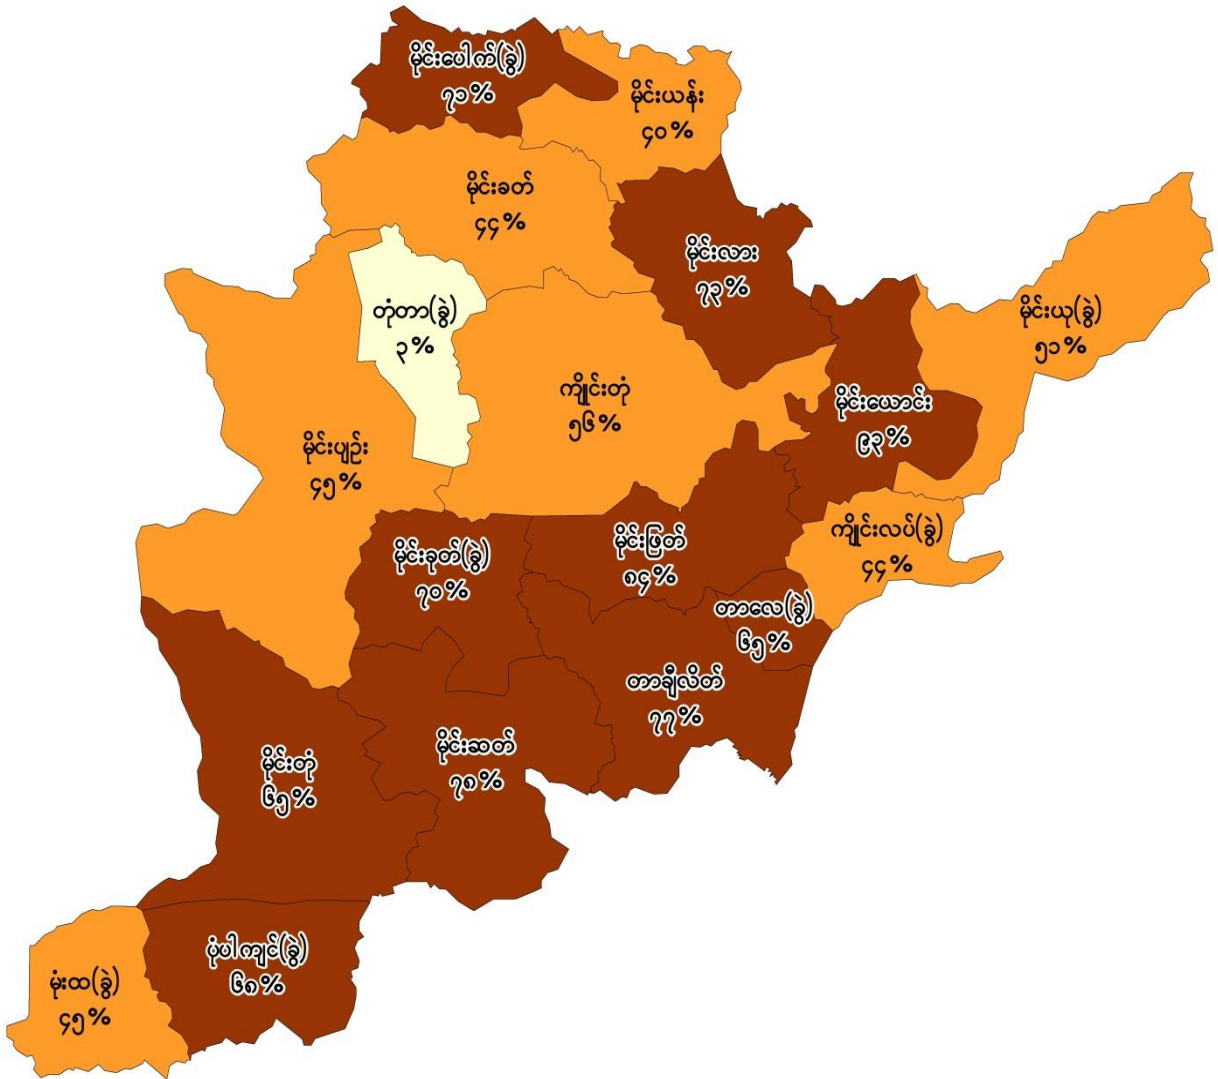 မိုင်းပေါက်(ခွဲ)
၇၁%
မိုင်းယန်း
၄၀%
မိုင်းခတ်
၄၄%
မိုင်းလား
၇၃%
တုံတာ(ခွဲ)
၃%
မိုင်းယု(ခွဲ)
၅၁%
ကျိုင်းတုံ
၅၆%
မိုင်းယောင်း
၉၃%
မိုင်းပျဉ်း
၄၅%
မိုင်းခုတ်(ခွဲ)
၇၀%
မိုင်းဖြတ်
၈၄%
ကျိုင်းလပ်(ခွဲ)
၄၄%
တာလေ(ခွဲ)
၆၅%
တာချီလိတ်
၇၇%
မိုင်းဆတ်
၇၈%
မိုင်းတုံ
၆၅%
ပုံပါကျင်(ခွဲ)
၆၈%
မုံးထ(ခွဲ)
၄၅%